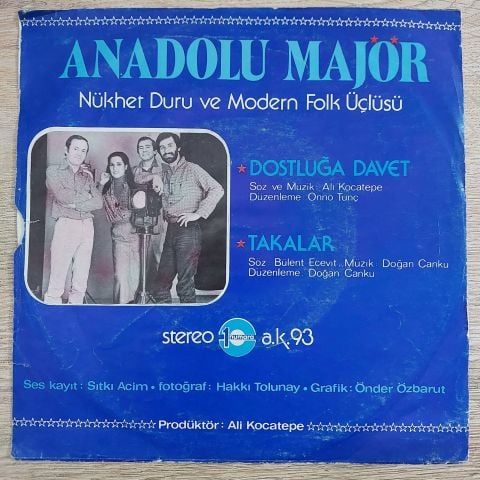 ANADOLU MAJÖR
Nükhet Duru ve Modern Folk Üçlüsü
DOSTLUĞA DAVET
Söz ve Müzik : Ali Kocatepe
Düzenleme : Onno Tunç
TAKALAR
Söz : Bülent Ecevit . Müzik : Doğan Canku
Düzenleme : Doğan Canku
stereo 1 numara a.k.93
Ses kayıt : Sıtkı Acim • fotoğraf : Hakkı Tolunay • Grafik : Önder Özbarut
Prodüktör : Ali Kocatepe